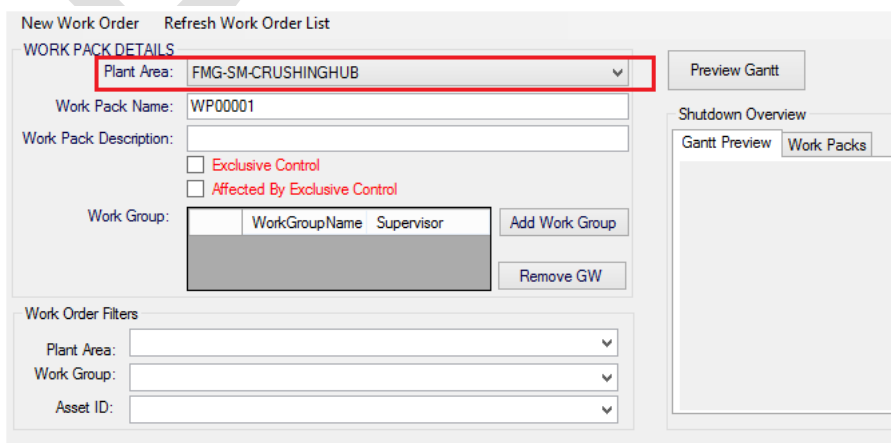 New Work Order Refresh Work Order List
WORK PACK DETAILS
Plant Area: FMG-SM-CRUSHINGHUB
Work Pack Name: WP00001
Work Pack Description:
Exclusive Control
Affected By Exclusive Control
Work Group: WorkGroupName Supervisor
Add Work Group
Remove GW
Work Order Filters
Plant Area:
Work Group:
Asset ID:
Preview Gantt
Shutdown Overview
Gantt Preview Work Packs